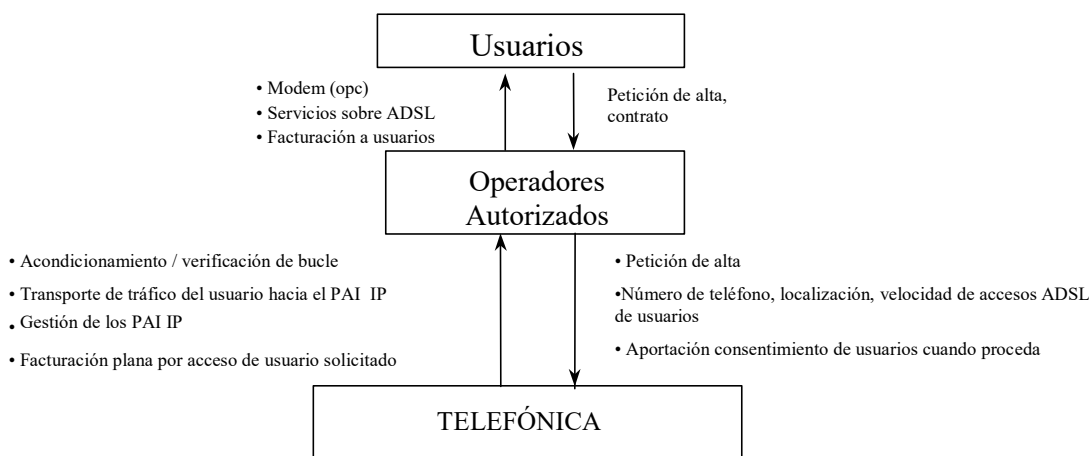 Usuarios
• Modem (opc)
• Servicios sobre ADSL
• Facturación a usuarios
Petición de alta,
contrato
Operadores
Autorizados
• Acondicionamiento / verificación de bucle
• Transporte de tráfico del usuario hacia el PAI IP
• Gestión de los PAI IP
• Facturación plana por acceso de usuario solicitado
• Petición de alta
•Número de teléfono, localización, velocidad de accesos ADSL
de usuarios
• Aportación consentimiento de usuarios cuando proceda
TELEFÓNICA